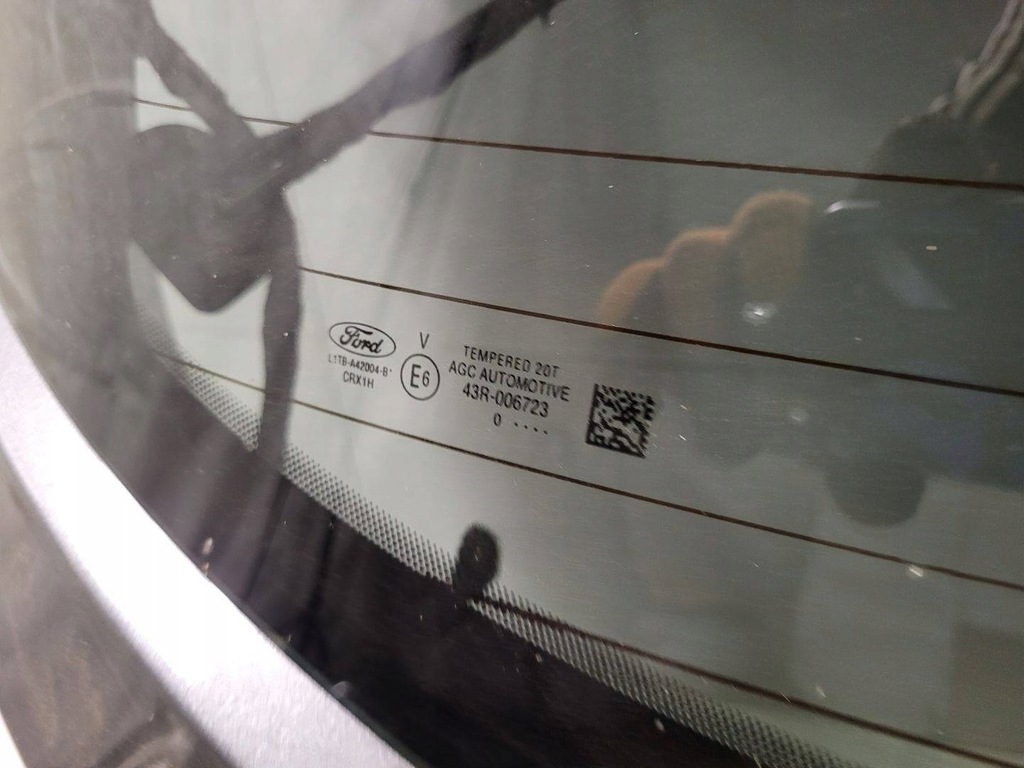 Ford
L1TB-A42004-B*
CRX1H
V
E6
TEMPERED 20T
AGC AUTOMOTIVE
43R-006723
0 ....